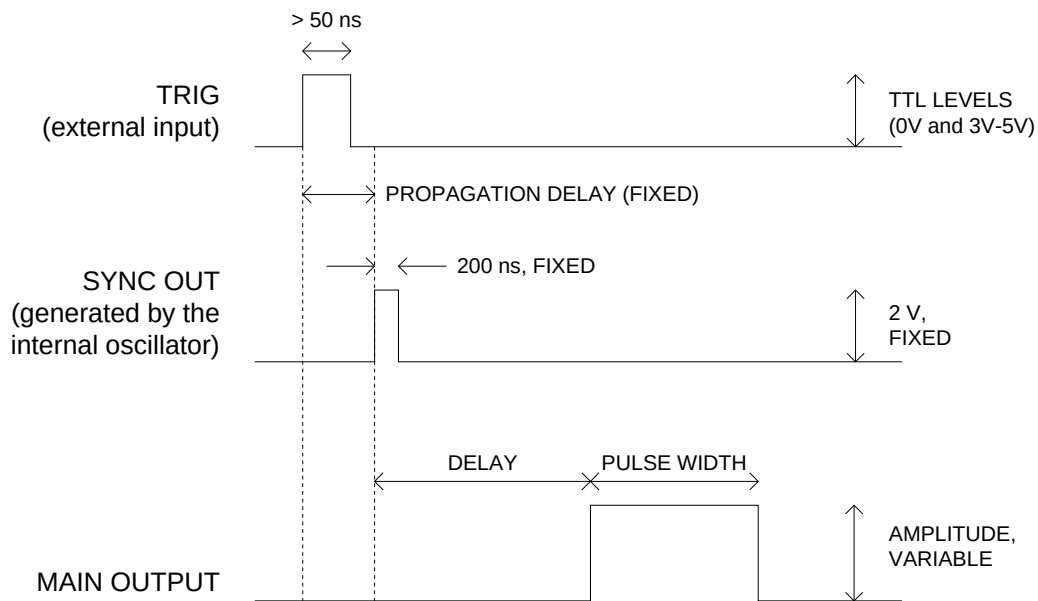 > 50 ns
TRIG
(external input)
TTL LEVELS
(0V and 3V-5V)
PROPAGATION DELAY (FIXED)
200 ns, FIXED
SYNC OUT
(generated by the
internal oscillator)
2 V,
FIXED
DELAY
PULSE WIDTH
AMPLITUDE,
VARIABLE
MAIN OUTPUT